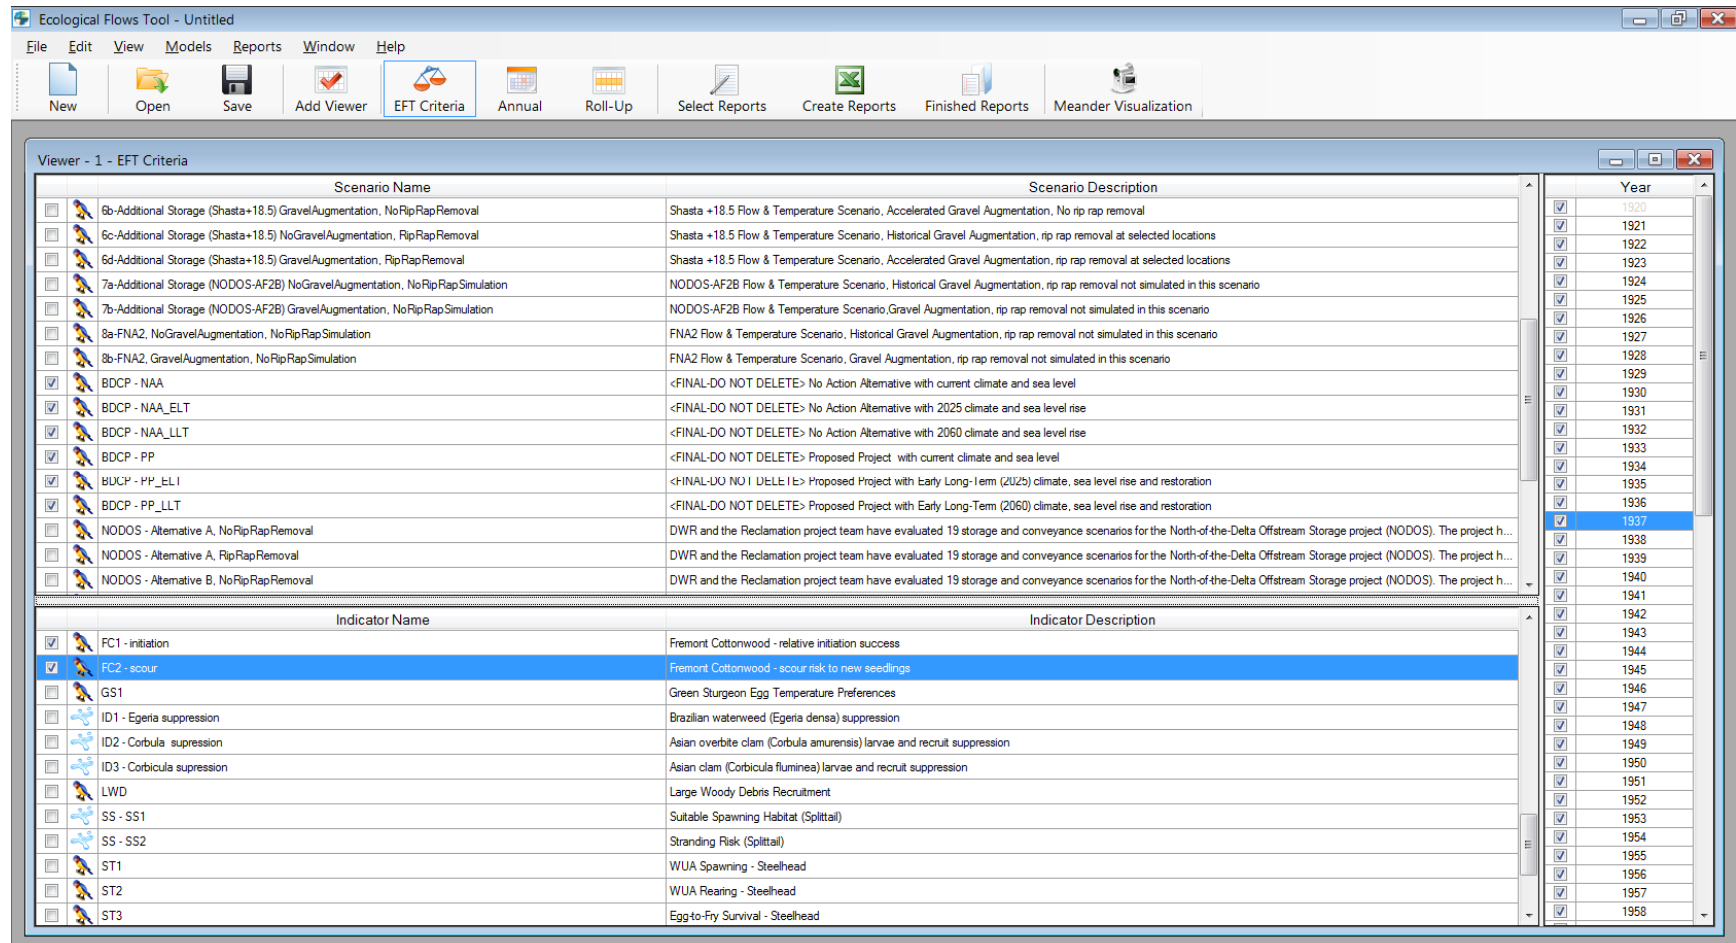 Ecological Flows Tool - Untitled
File Edit View Models Reports Window Help
New Open Save Add Viewer EFT Criteria Annual Roll-Up Select Reports Create Reports Finished Reports Meander Visualization
Viewer - 1 - EFT Criteria
Scenario Name Scenario Description
6b-Additional Storage (Shasta+18.5) GravelAugmentation, NoRipRapRemoval Shasta +18.5 Flow & Temperature Scenario, Accelerated Gravel Augmentation, No rip rap removal
6c-Additional Storage (Shasta+18.5) NoGravelAugmentation, RipRapRemoval Shasta +18.5 Flow & Temperature Scenario, Historical Gravel Augmentation, rip rap removal at selected locations
6d-Additional Storage (Shasta+18.5) GravelAugmentation, RipRapRemoval Shasta +18.5 Flow & Temperature Scenario, Accelerated Gravel Augmentation, rip rap removal at selected locations
7a-Additional Storage (NODOS-AF2B) NoGravelAugmentation, NoRipRapSimulation NODOS-AF2B Flow & Temperature Scenario, Historical Gravel Augmentation, rip rap removal not simulated in this scenario
7b-Additional Storage (NODOS-AF2B) GravelAugmentation, NoRipRapSimulation NODOS-AF2B Flow & Temperature Scenario,Gravel Augmentation, rip rap removal not simulated in this scenario
8a-FNA2, NoGravelAugmentation, NoRipRapSimulation FNA2 Flow & Temperature Scenario, Historical Gravel Augmentation, rip rap removal not simulated in this scenario
8b-FNA2, GravelAugmentation, NoRipRapSimulation FNA2 Flow & Temperature Scenario, Gravel Augmentation, rip rap removal not simulated in this scenario
BDCP - NAA <FINAL-DO NOT DELETE> No Action Alternative with current climate and sea level
BDCP - NAA_ELT <FINAL-DO NOT DELETE> No Action Alternative with 2025 climate and sea level rise
BDCP - NAA_LLT <FINAL-DO NOT DELETE> No Action Alternative with 2060 climate and sea level rise
BDCP - PP <FINAL-DO NOT DELETE> Proposed Project with current climate and sea level
BDCP - PP_ELT <FINAL-DO NOT DELETE> Proposed Project with Early Long-Term (2025) climate, sea level rise and restoration
BDCP - PP_LLT <FINAL-DO NOT DELETE> Proposed Project with Early Long-Term (2060) climate, sea level rise and restoration
NODOS - Alternative A, NoRipRapRemoval DWR and the Reclamation project team have evaluated 19 storage and conveyance scenarios for the North-of-the-Delta Offstream Storage project (NODOS). The project h...
NODOS - Alternative A, RipRapRemoval DWR and the Reclamation project team have evaluated 19 storage and conveyance scenarios for the North-of-the-Delta Offstream Storage project (NODOS). The project h...
NODOS - Alternative B, NoRipRapRemoval DWR and the Reclamation project team have evaluated 19 storage and conveyance scenarios for the North-of-the-Delta Offstream Storage project (NODOS). The project h...
Indicator Name Indicator Description
FC1 - initiation Fremont Cottonwood - relative initiation success
FC2 - scour Fremont Cottonwood - scour risk to new seedlings
GS1 Green Sturgeon Egg Temperature Preferences
ID1 - Egeria suppression Brazilian waterweed (Egeria densa) suppression
ID2 - Corbula supression Asian overbite clam (Corbula amurensis) larvae and recruit suppression
ID3 - Corbicula supression Asian clam (Corbicula fluminea) larvae and recruit suppression
LWD Large Woody Debris Recruitment
SS - SS1 Suitable Spawning Habitat (Splittail)
SS - SS2 Stranding Risk (Splittail)
ST1 WUA Spawning - Steelhead
ST2 WUA Rearing - Steelhead
ST3 Egg-to-Fry Survival - Steelhead
Year
1920
1921
1922
1923
1924
1925
1926
1927
1928
1929
1930
1931
1932
1933
1934
1935
1936
1937
1938
1939
1940
1941
1942
1943
1944
1945
1946
1947
1948
1949
1950
1951
1952
1953
1954
1955
1956
1957
1958